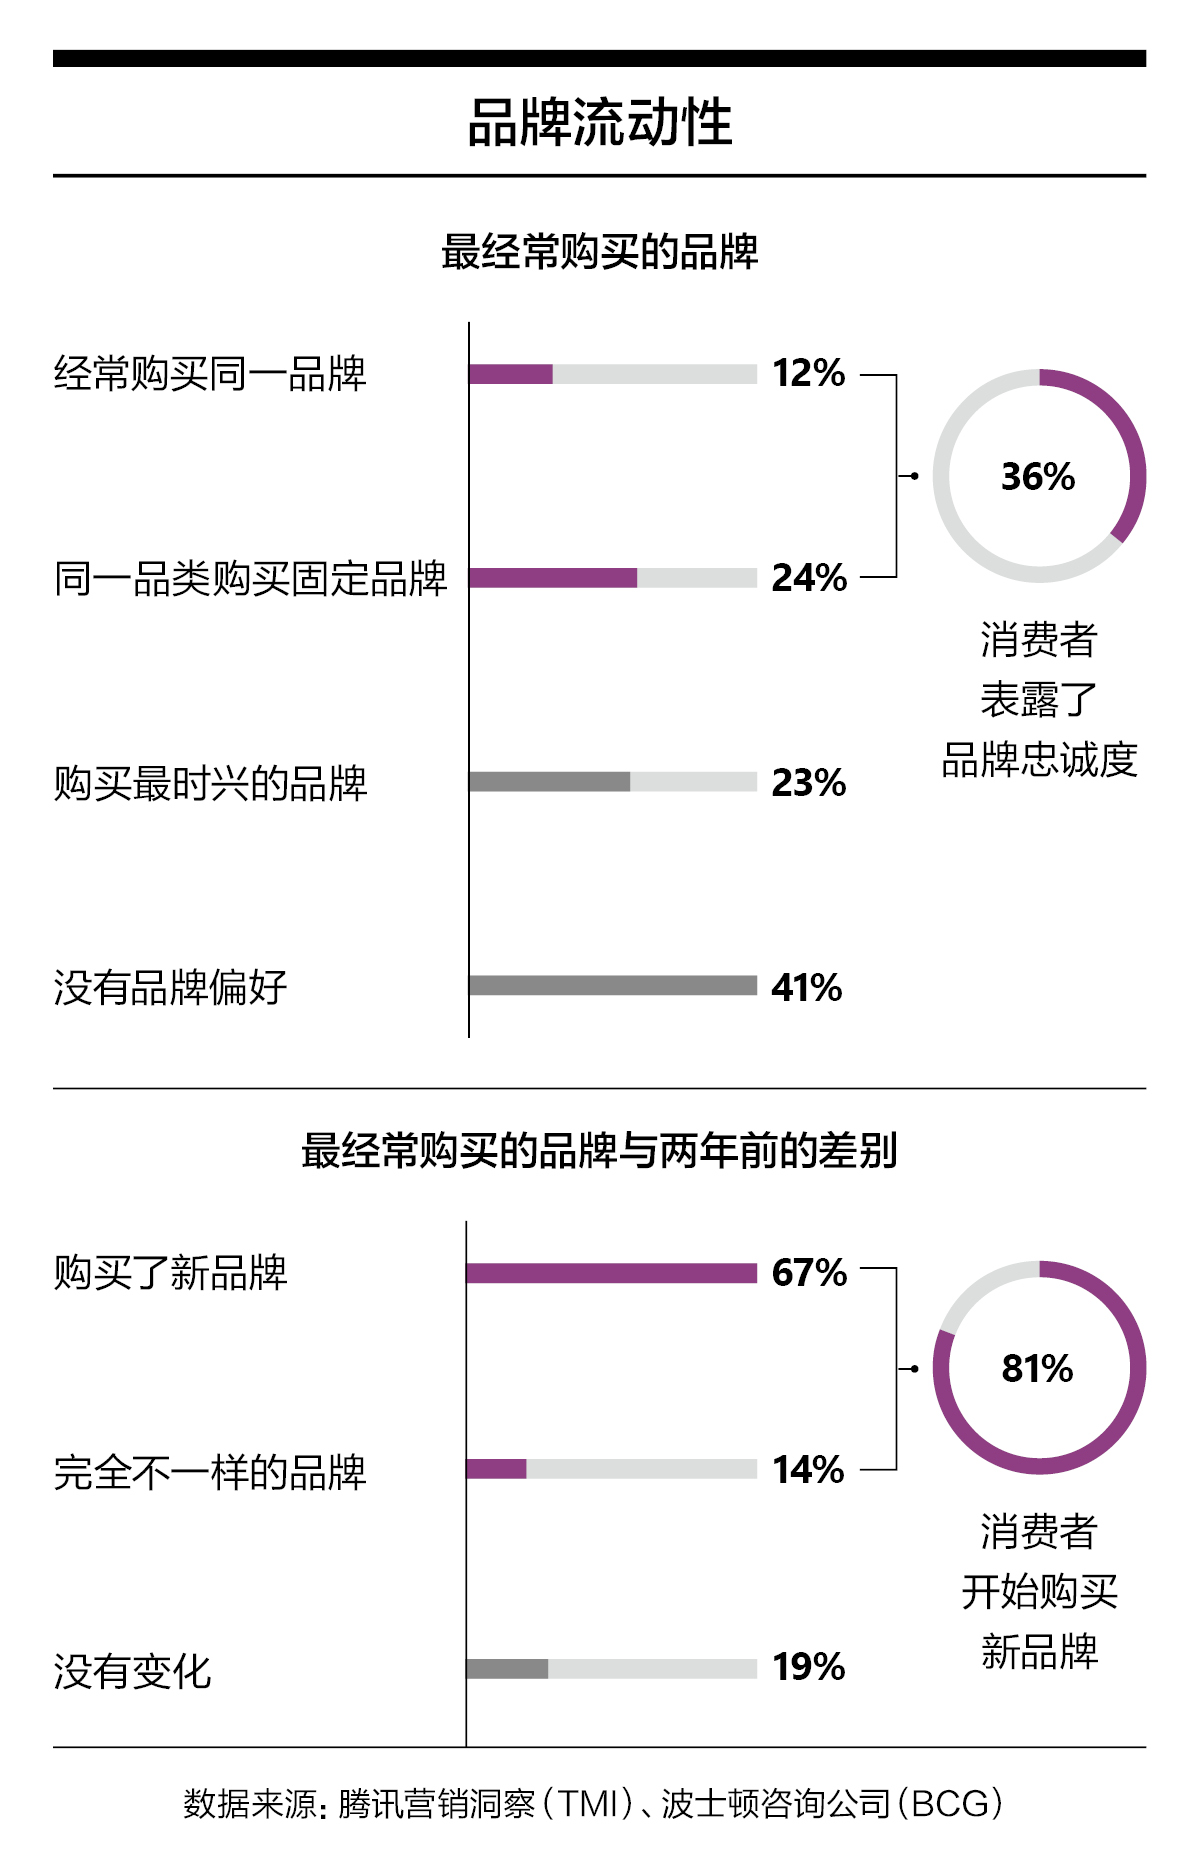 品牌流动性
最经常购买的品牌
经常购买同一品牌 12%
同一品类购买固定品牌 24%
36%
消费者
表露了
品牌忠诚度
购买最时兴的品牌 23%
没有品牌偏好 41%
最经常购买的品牌与两年前的差别
购买了新品牌 67%
完全不一样的品牌 14%
81%
消费者
开始购买
新品牌
没有变化 19%
数据来源：腾讯营销洞察（TMI）、波士顿咨询公司（BCG）